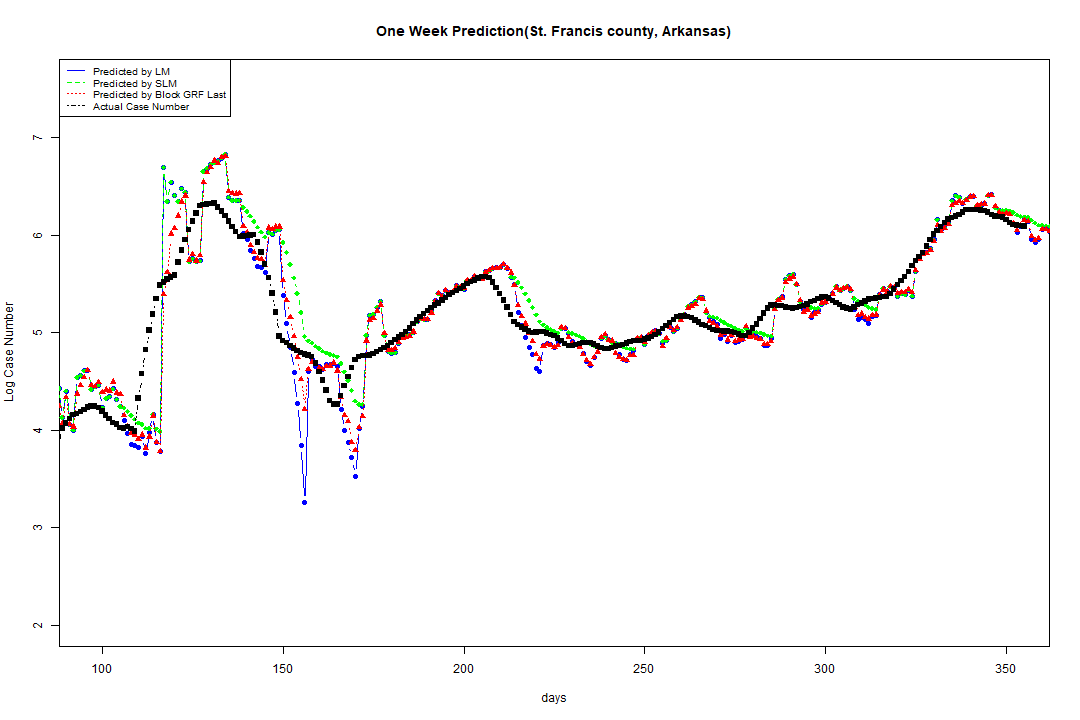 One Week Prediction(St. Francis county, Arkansas)
Predicted by LM
Predicted by SLM
Predicted by Block GRF Last
Actual Case Number
7
6
5
4
3
2
Log Case Number
100 150 200 250 300 350
days